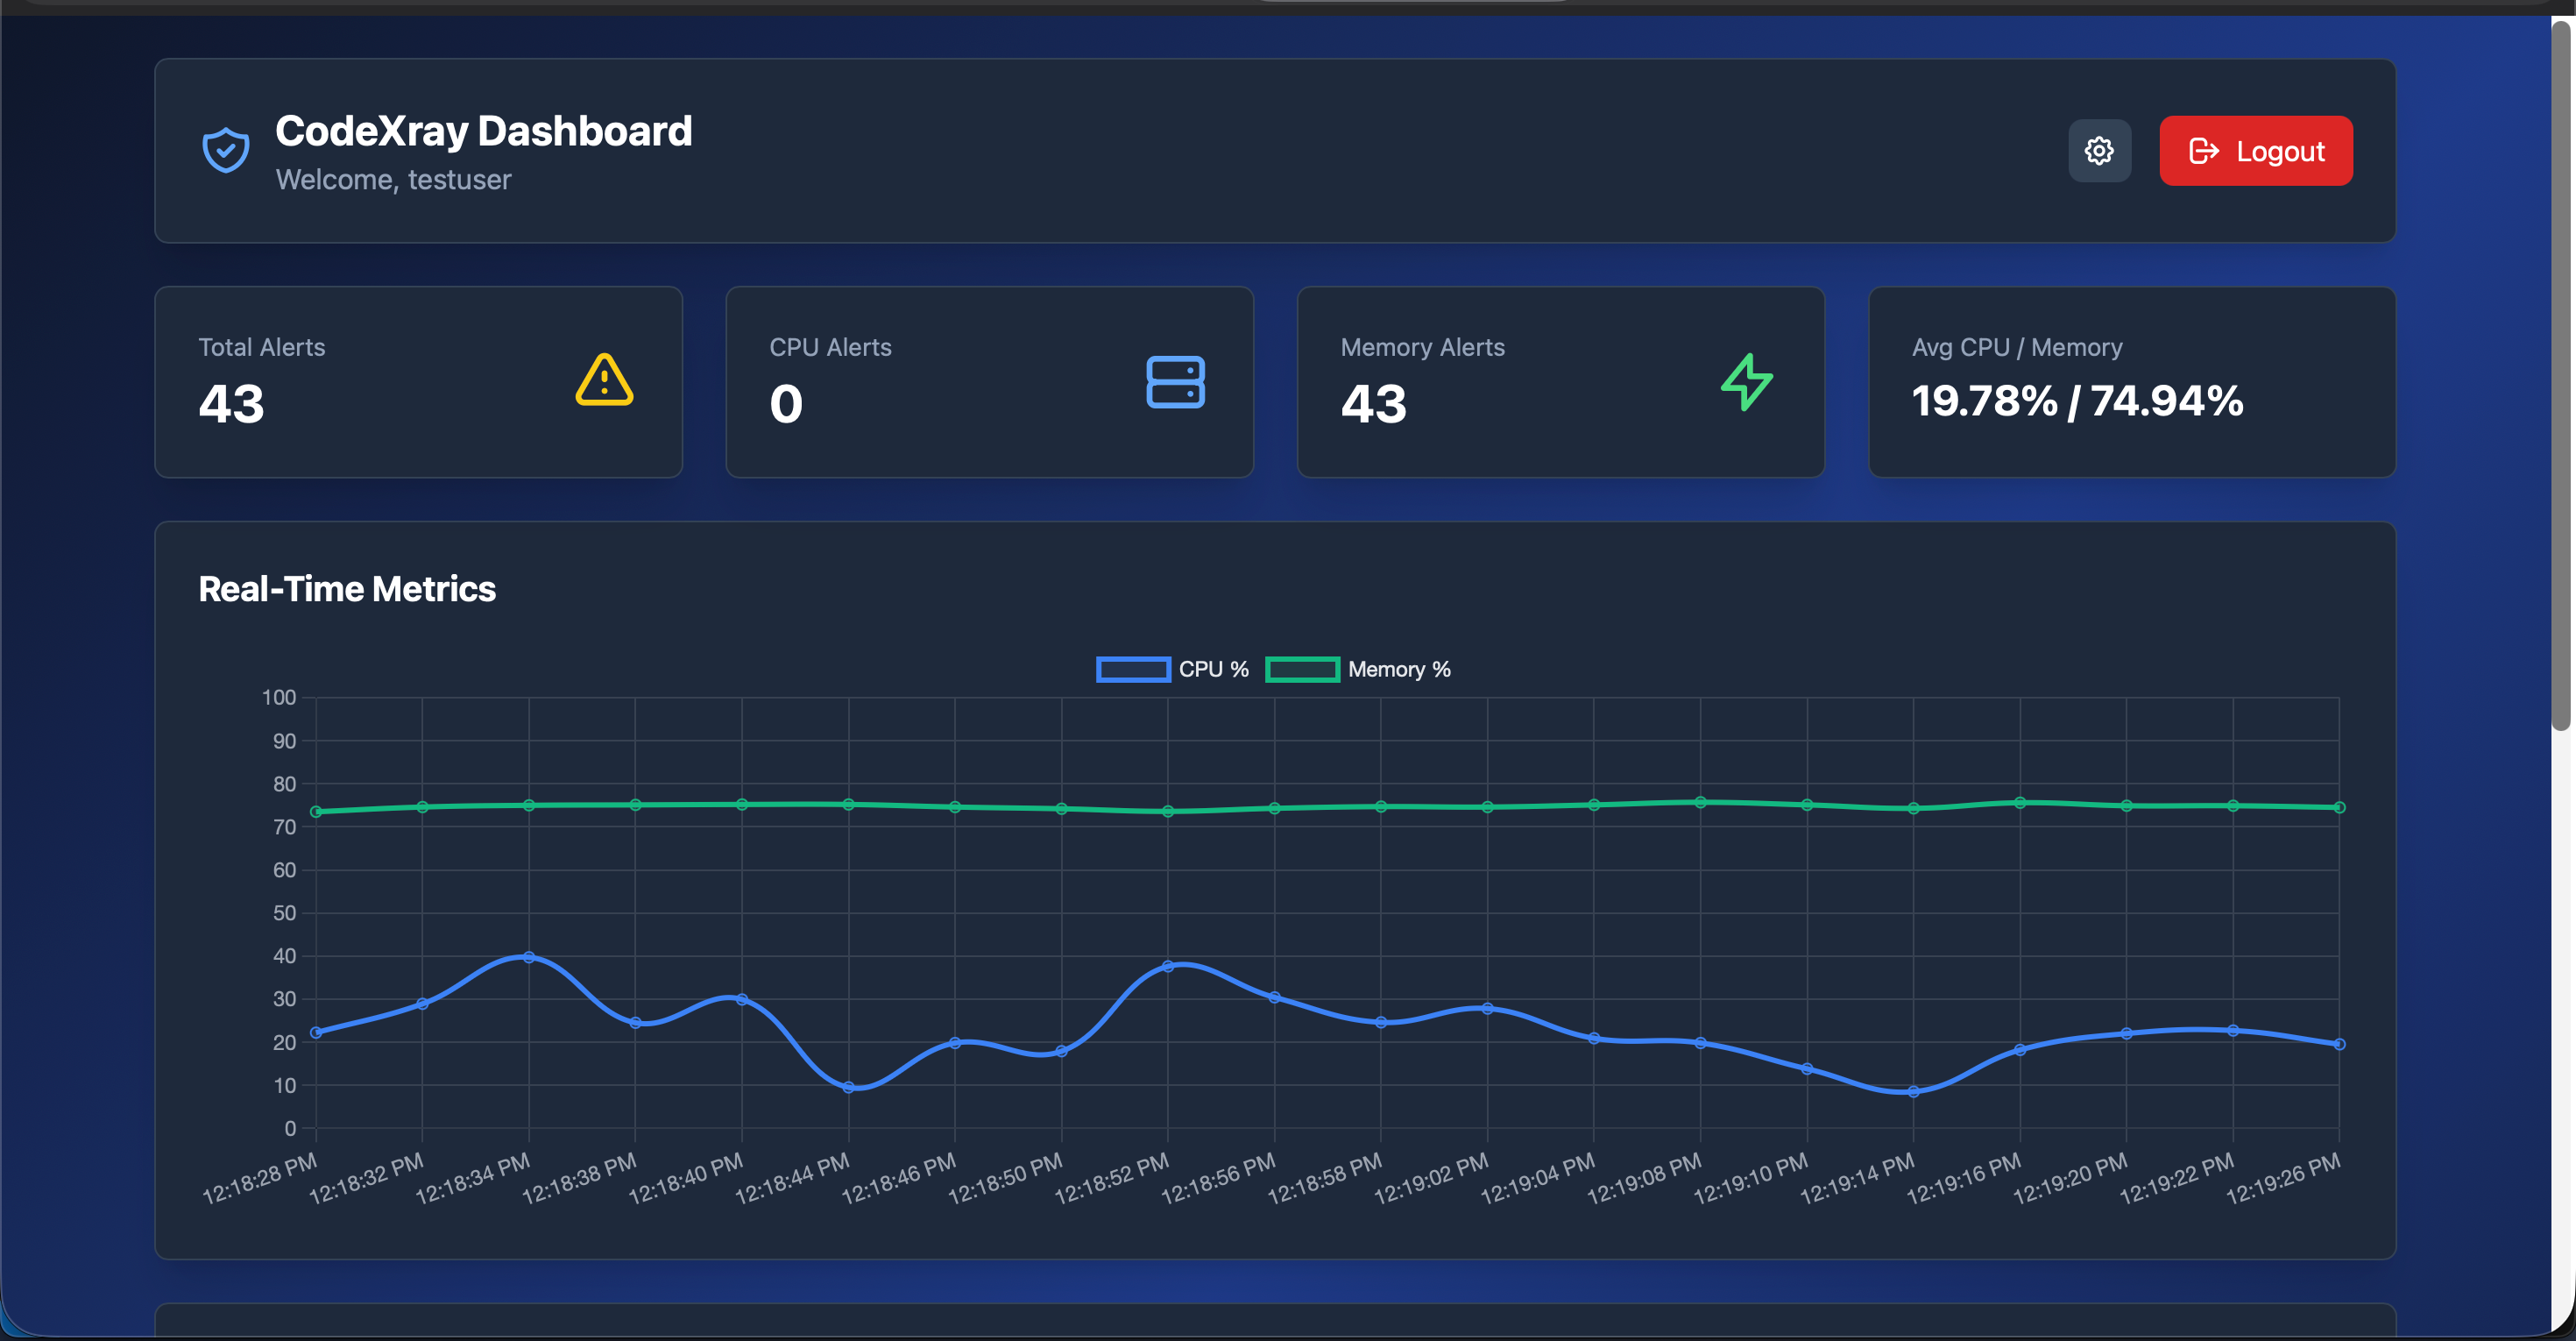 CodeXray Dashboard
Welcome, testuser
Logout
Total Alerts
43
CPU Alerts
0
Memory Alerts
43
Avg CPU / Memory
19.78% / 74.94%
Real-Time Metrics
CPU %
Memory %
100
90
80
70
60
50
40
30
20
10
0
12:18:28 PM
12:18:32 PM
12:18:34 PM
12:18:38 PM
12:18:40 PM
12:18:44 PM
12:18:46 PM
12:18:50 PM
12:18:52 PM
12:18:56 PM
12:18:58 PM
12:19:02 PM
12:19:04 PM
12:19:08 PM
12:19:10 PM
12:19:14 PM
12:19:16 PM
12:19:20 PM
12:19:22 PM
12:19:26 PM